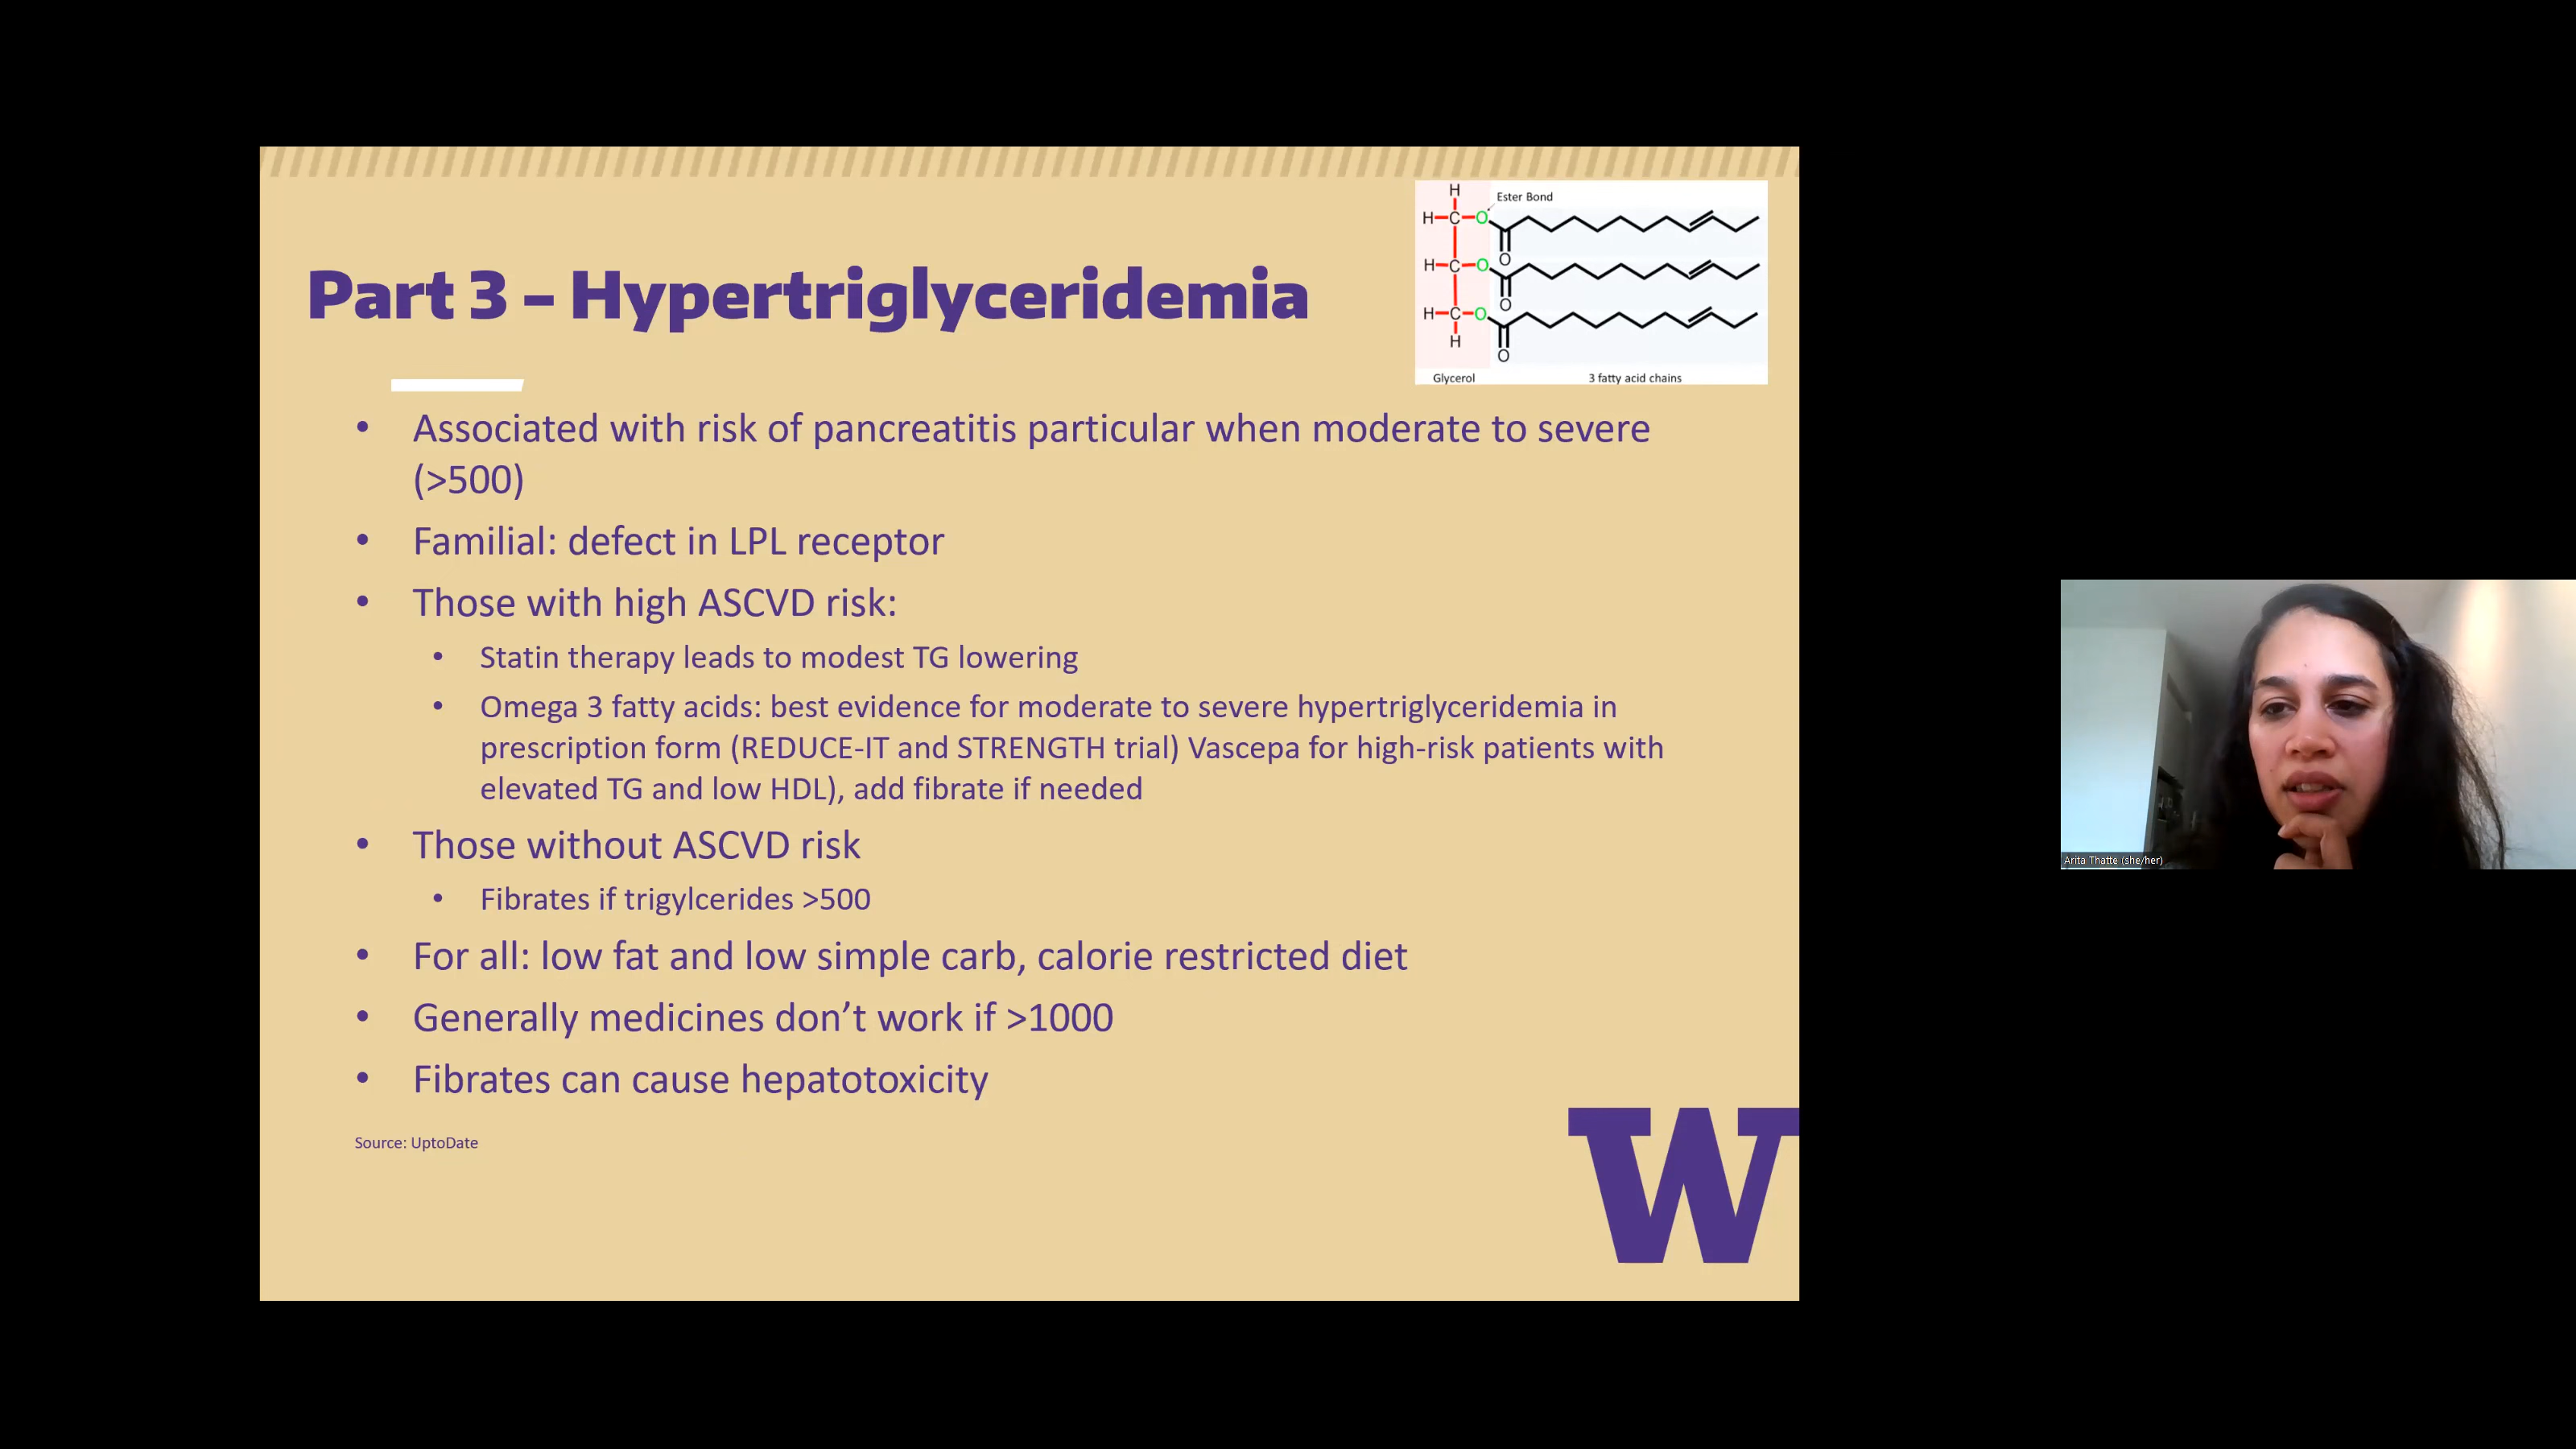 H
Ester Bond
H C O
O
H C O
O
H C O
H
O
Glycerol 3 fatty acid chains
Part 3 – Hypertriglyceridemia
• Associated with risk of pancreatitis particular when moderate to severe
(>500)
• Familial: defect in LPL receptor
• Those with high ASCVD risk:
• Statin therapy leads to modest TG lowering
• Omega 3 fatty acids: best evidence for moderate to severe hypertriglyceridemia in
prescription form (REDUCE-IT and STRENGTH trial) Vascepa for high-risk patients with
elevated TG and low HDL), add fibrate if needed
• Those without ASCVD risk
• Fibrates if trigylcerides >500
• For all: low fat and low simple carb, calorie restricted diet
• Generally medicines don’t work if >1000
• Fibrates can cause hepatotoxicity
Source: UptoDate
W
Arita Thatte (she/her)